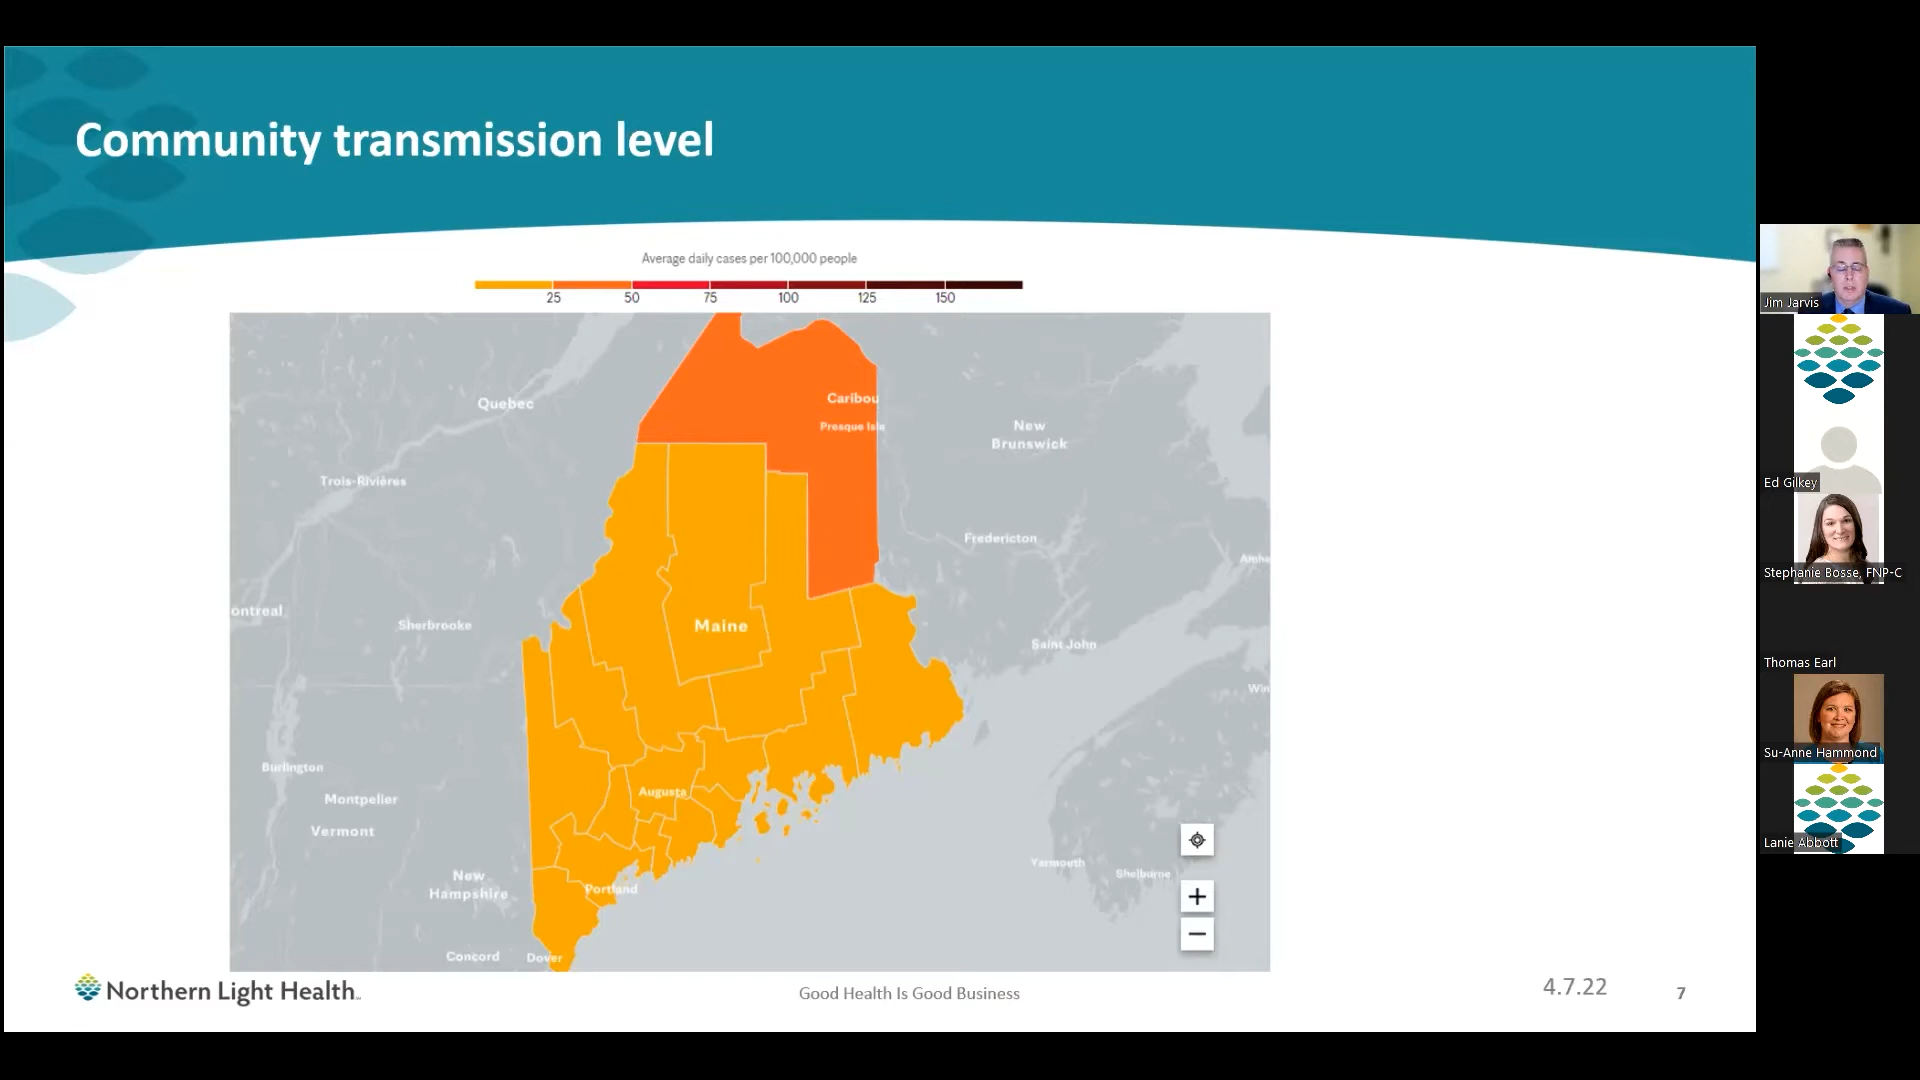 Community transmission level
Average daily cases per 100,000 people
25 50 75 100 125 150
Caribou
Quebec
Presque Isle
New
Brunswick
Trois-Rivières
Fredericton
Amhe
ontreal
Sherbrooke
Maine
Saint John
Win
Burlington
Augusta
Montpelier
Vermont
Yarmouth
Shelburne
New
Hampshire
Portland
Concord
Dover
+
−
Northern Light Health
Good Health Is Good Business
4.7.22
7
Jim Jarvis
Ed Gilkey
Stephanie Bosse, FNP-C
Thomas Earl
Su-Anne Hammond
Lanie Abbott